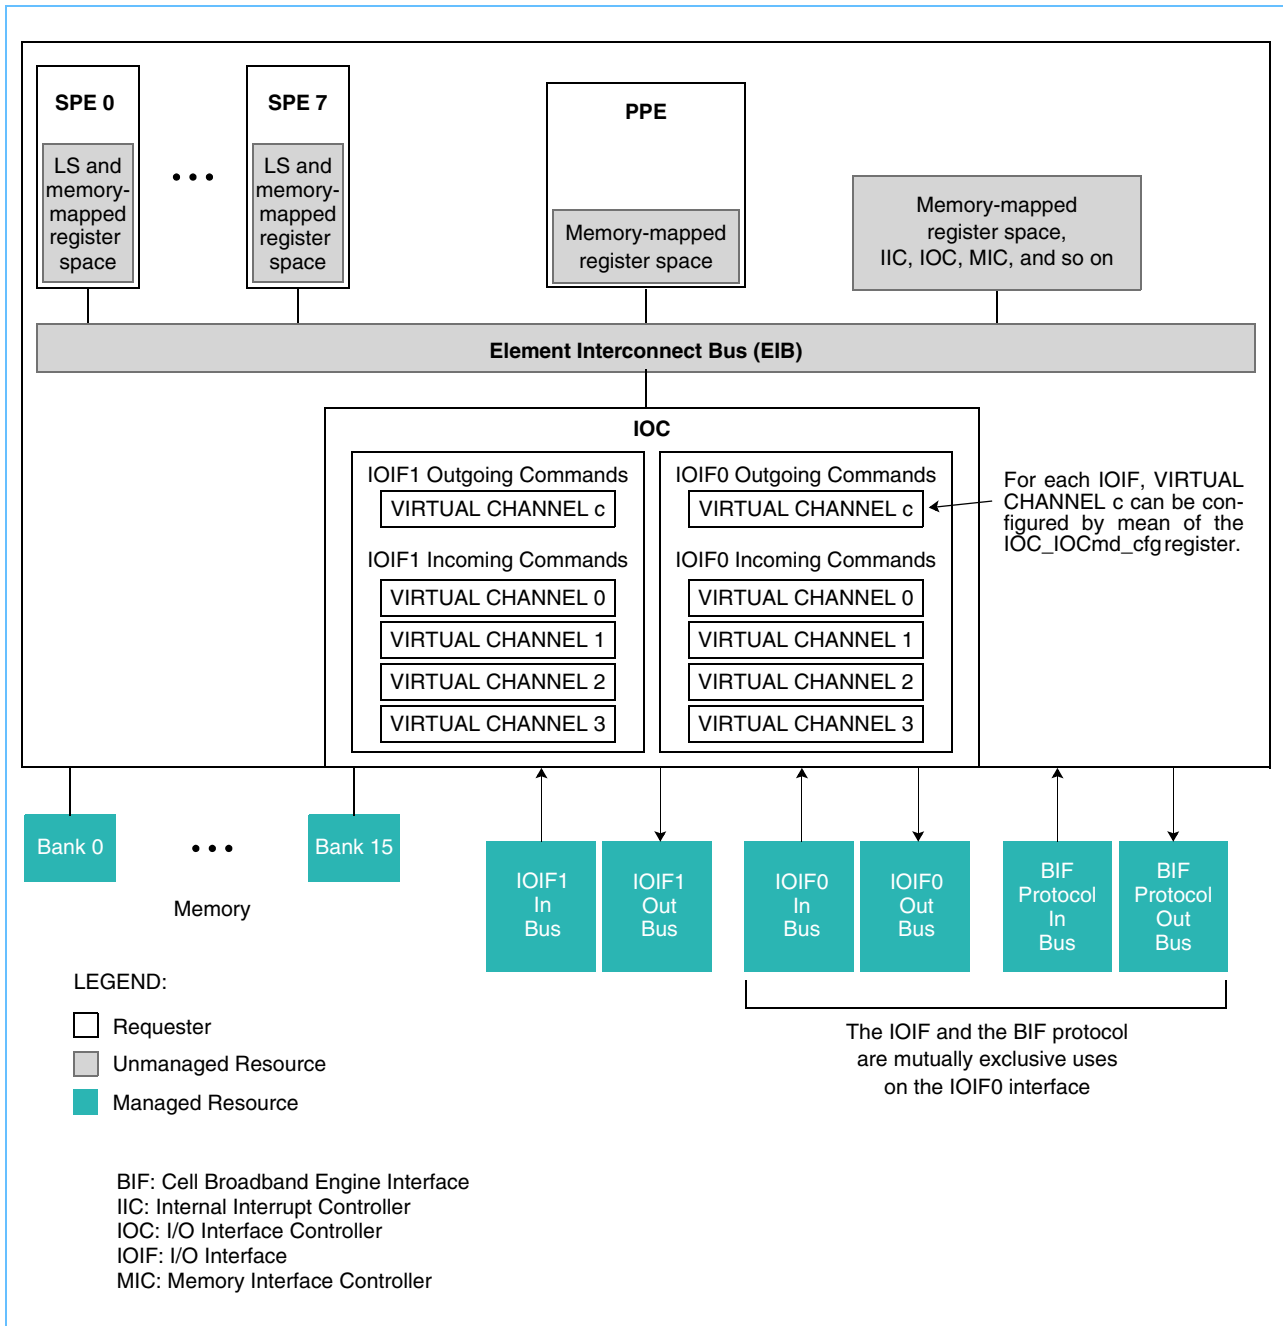 SPE 0
LS and
memory-
mapped
register
space
SPE 7
LS and
memory-
mapped
register
space
PPE
Memory-mapped
register space
Memory-mapped
register space,
IIC, IOC, MIC, and so on
Element Interconnect Bus (EIB)
IOC
IOIF1 Outgoing Commands
VIRTUAL CHANNEL c
IOIF1 Incoming Commands
VIRTUAL CHANNEL 0
VIRTUAL CHANNEL 1
VIRTUAL CHANNEL 2
VIRTUAL CHANNEL 3
IOIF0 Outgoing Commands
VIRTUAL CHANNEL c
IOIF0 Incoming Commands
VIRTUAL CHANNEL 0
VIRTUAL CHANNEL 1
VIRTUAL CHANNEL 2
VIRTUAL CHANNEL 3
For each IOIF, VIRTUAL
CHANNEL c can be con-
figured by mean of the
IOC_IOCmd_cfg register.
Bank 0
Bank 15
Memory
IOIF1
In
Bus
IOIF1
Out
Bus
IOIF0
In
Bus
IOIF0
Out
Bus
BIF
Protocol
In
Bus
BIF
Protocol
Out
Bus
The IOIF and the BIF protocol
are mutually exclusive uses
on the IOIF0 interface
LEGEND:
Requester
Unmanaged Resource
Managed Resource
BIF: Cell Broadband Engine Interface
IIC: Internal Interrupt Controller
IOC: I/O Interface Controller
IOIF: I/O Interface
MIC: Memory Interface Controller